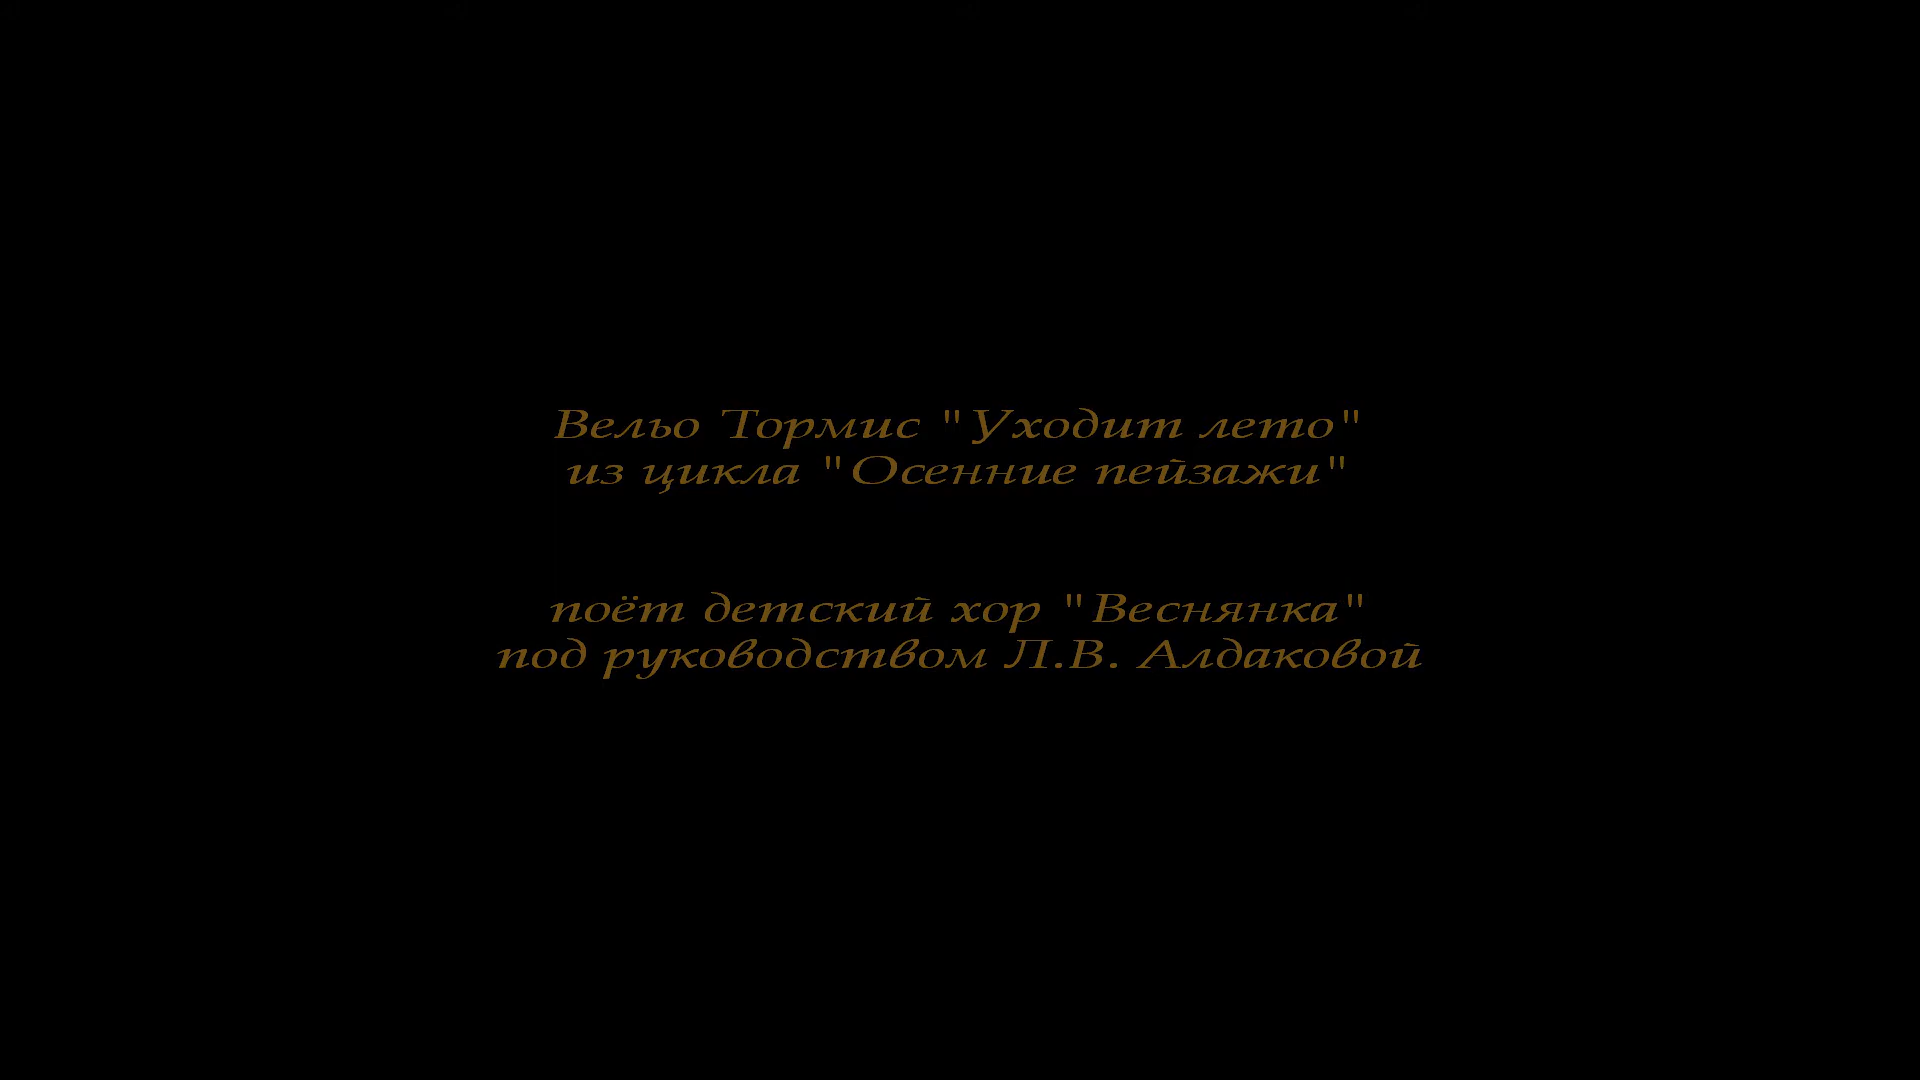 Вельо Тормис "Уходит лето"
из цикла "Осенние пейзажи"
поёт детский хор "Веснянка"
под руководством Л.В. Алдаковой